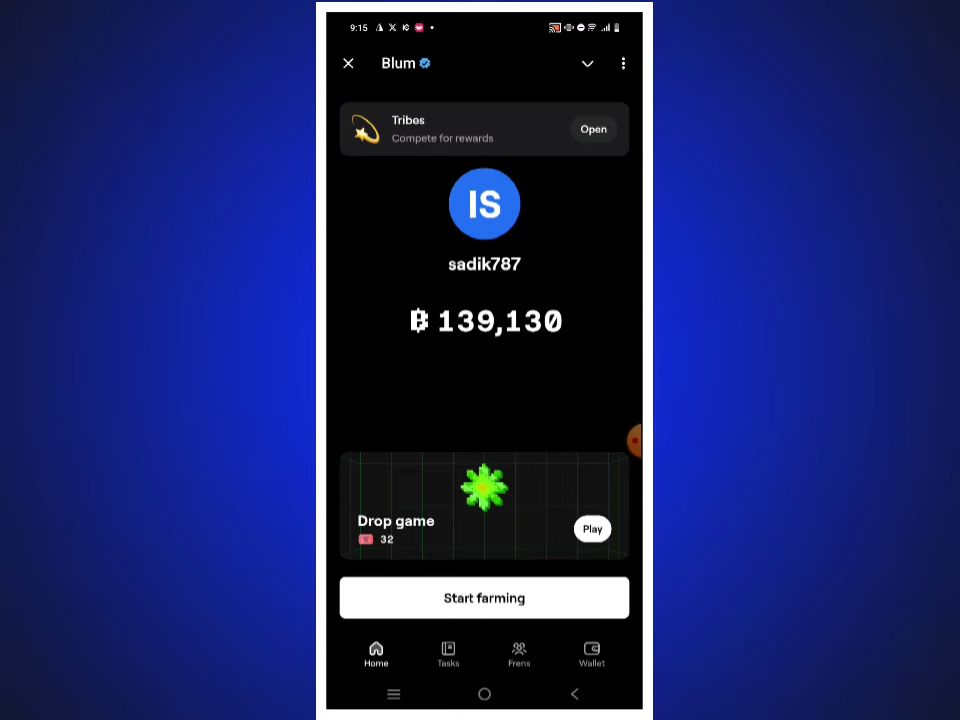 9:15
Blum
Tribes
Compete for rewards
Open
IS
sadik787
139,130
Drop game
32
Play
Start farming
Home
Tasks
Frens
Wallet